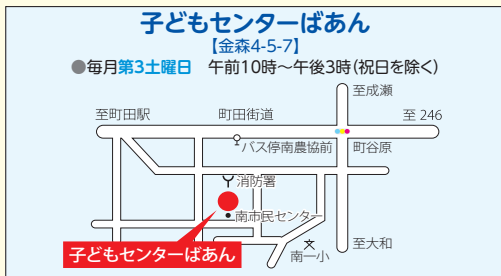 子どもセンターばあん
【金森4-5-7】
●毎月第3土曜日　午前10時〜午後3時(祝日を除く)
至成瀬
至町田駅
町田街道
至 246
バス停南農協前
町谷原
消防署
南市民センター
子どもセンターばあん
南一小
至大和